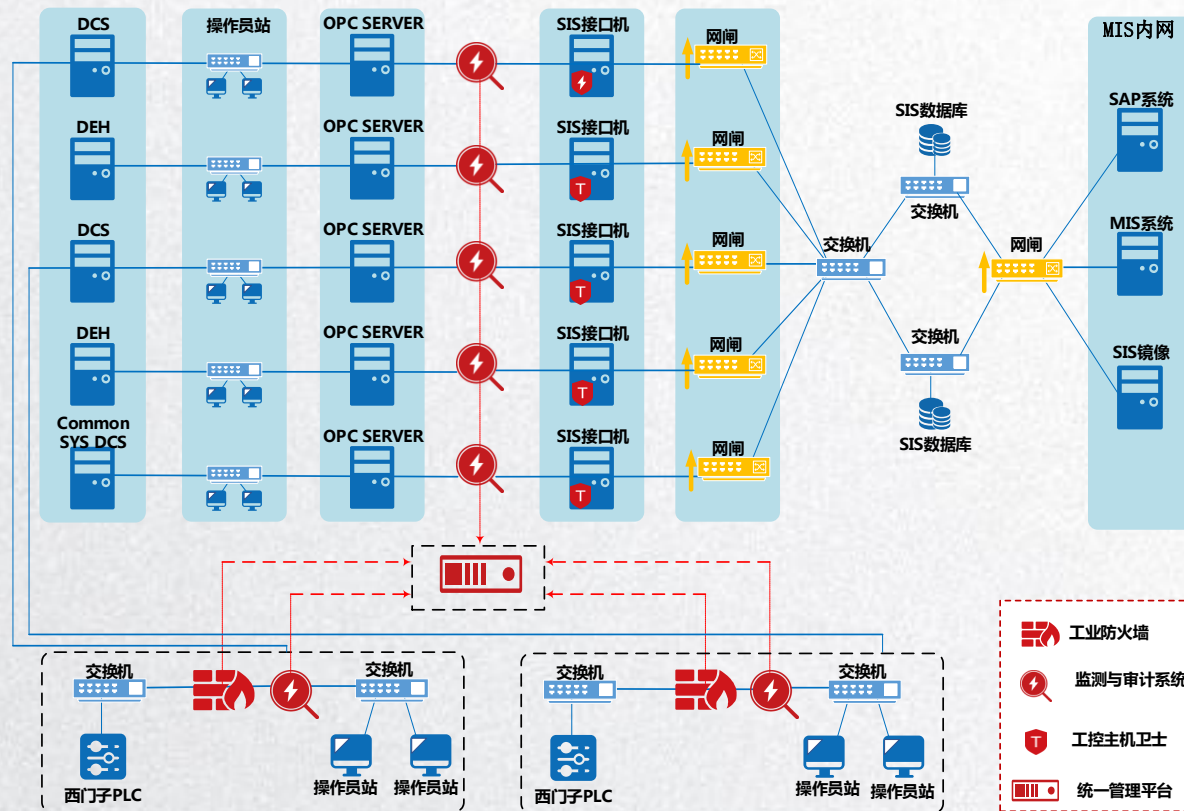 DCS
操作员站
OPC SERVER
SIS接口机
网闸
MIS内网
DEH
OPC SERVER
SIS接口机
网闸
SIS数据库
SAP系统
交换机
DCS
OPC SERVER
SIS接口机
网闸
交换机
网闸
MIS系统
DEH
OPC SERVER
SIS接口机
网闸
交换机
SIS镜像
Common
SYS DCS
OPC SERVER
SIS接口机
网闸
SIS数据库
T
T
T
T
交换机
交换机
西门子PLC
操作员站
操作员站
交换机
交换机
西门子PLC
操作员站
操作员站
工业防火墙
监测与审计系统
T
工控主机卫士
统一管理平台